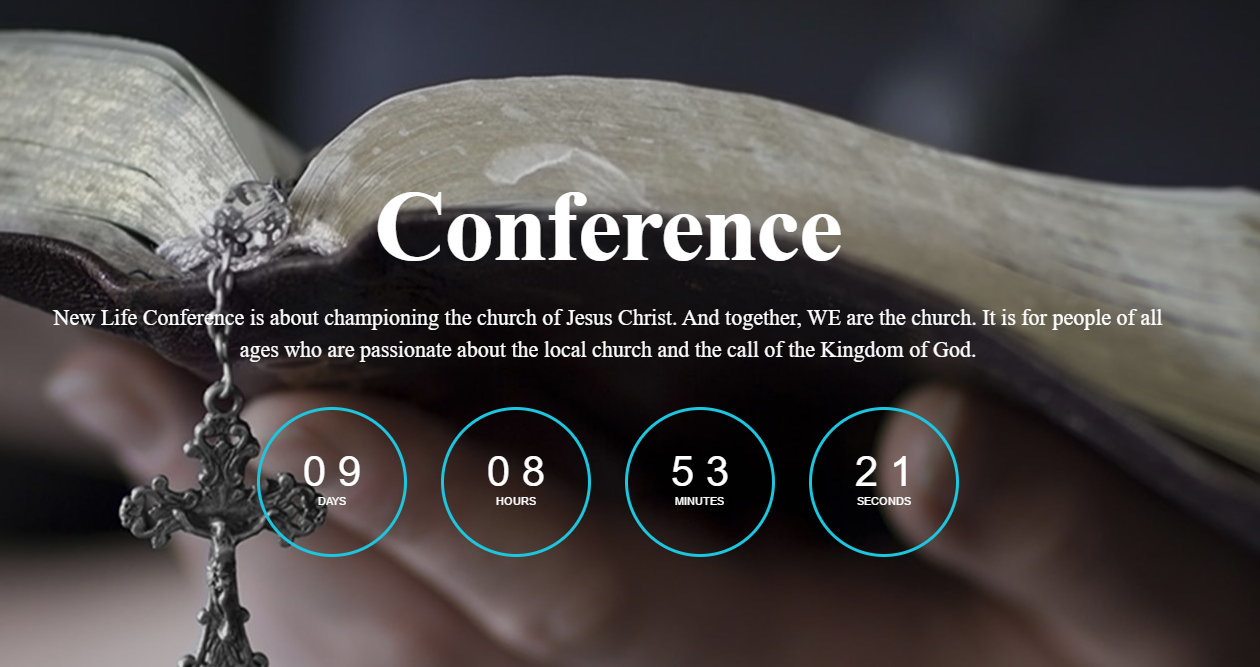 Conference
New Life Conference is about championing the church of Jesus Christ. And together, WE are the church. It is for people of all
ages who are passionate about the local church and the call of the Kingdom of God.
09 08 53 21
DAYS HOURS MINUTES SECONDS